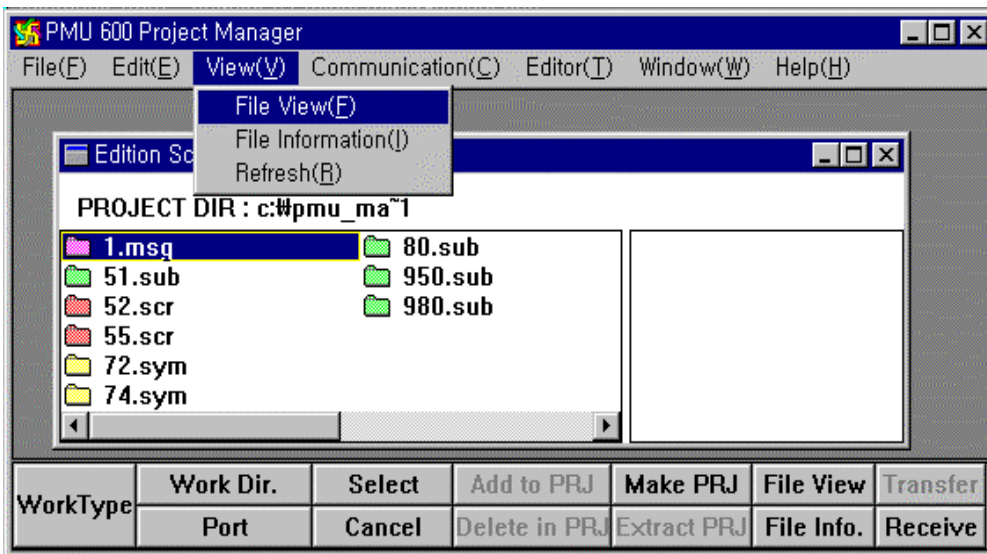 PMU 600 Project Manager
File(F) Edit(E) View(V) Communication(C) Editor(T) Window(W) Help(H)
File View(F)
File Information(I)
Refresh(R)
Edition Sc
PROJECT DIR : c:₩pmu_ma~1
1.msg 80.sub
51.sub 950.sub
52.scr 980.sub
55.scr
72.sym
74.sym
WorkType Work Dir. Select Add to PRJ Make PRJ File View Transfer
Port Cancel Delete in PRJ Extract PRJ File Info. Receive